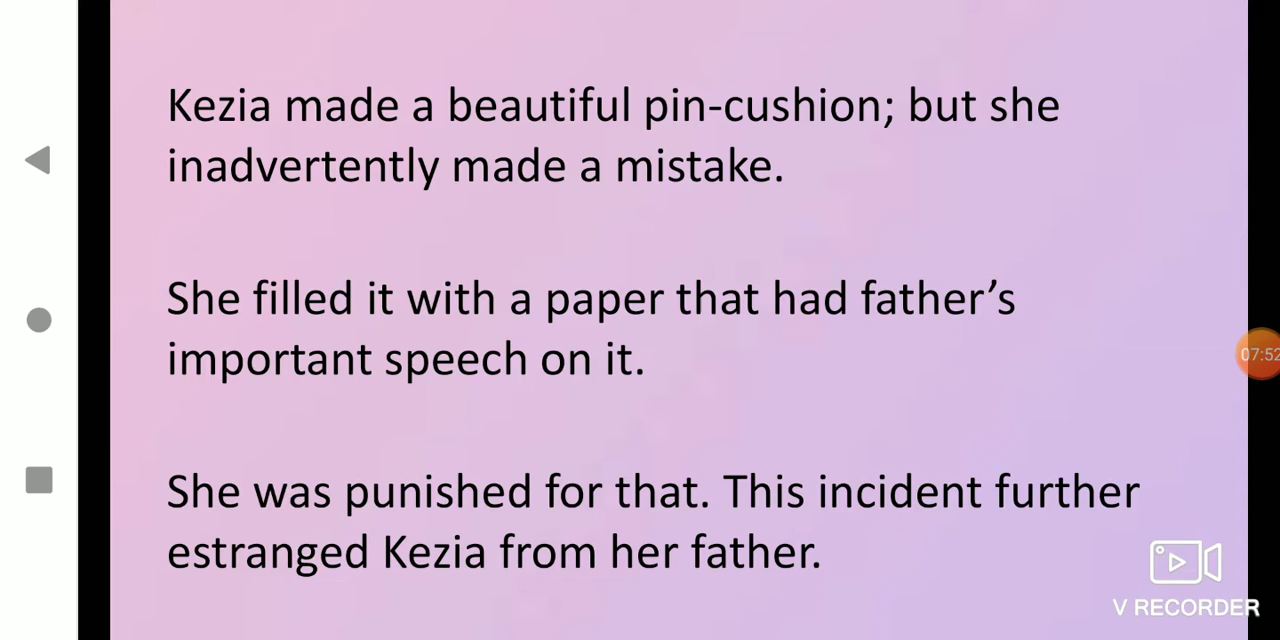 Kezia made a beautiful pin-cushion; but she
inadvertently made a mistake.
She filled it with a paper that had father’s
important speech on it.
She was punished for that. This incident further
estranged Kezia from her father.
07:52
V RECORDER